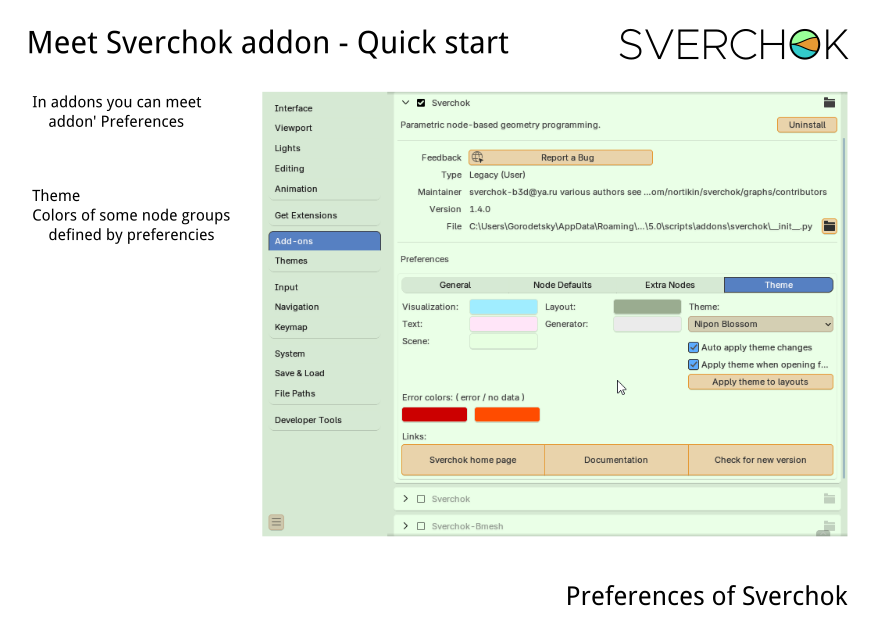 Meet Sverchok addon - Quick start
SVERCHOK
In addons you can meet
addon' Preferences
Theme
Colors of some node groups
defined by preferencies
Interface
Viewport
Lights
Editing
Animation
Get Extensions
Add-ons
Themes
Input
Navigation
Keymap
System
Save & Load
File Paths
Developer Tools
Sverchok
Parametric node-based geometry programming.
Uninstall
Feedback
Report a Bug
Type Legacy (User)
Maintainer sverchok-b3d@ya.ru various authors see ...om/nortikin/sverchok/graphs/contributors
Version 1.4.0
File C:\Users\Gorodetsky\AppData\Roaming\...\5.0\scripts\addons\sverchok\__init__.py
Preferences
General Node Defaults Extra Nodes Theme
Visualization: Layout: Theme:
Text: Generator: Nipon Blossom
Scene:
Auto apply theme changes
Apply theme when opening f...
Apply theme to layouts
Error colors: ( error / no data )
Links:
Sverchok home page Documentation Check for new version
Sverchok
Sverchok-Bmesh
Preferences of Sverchok